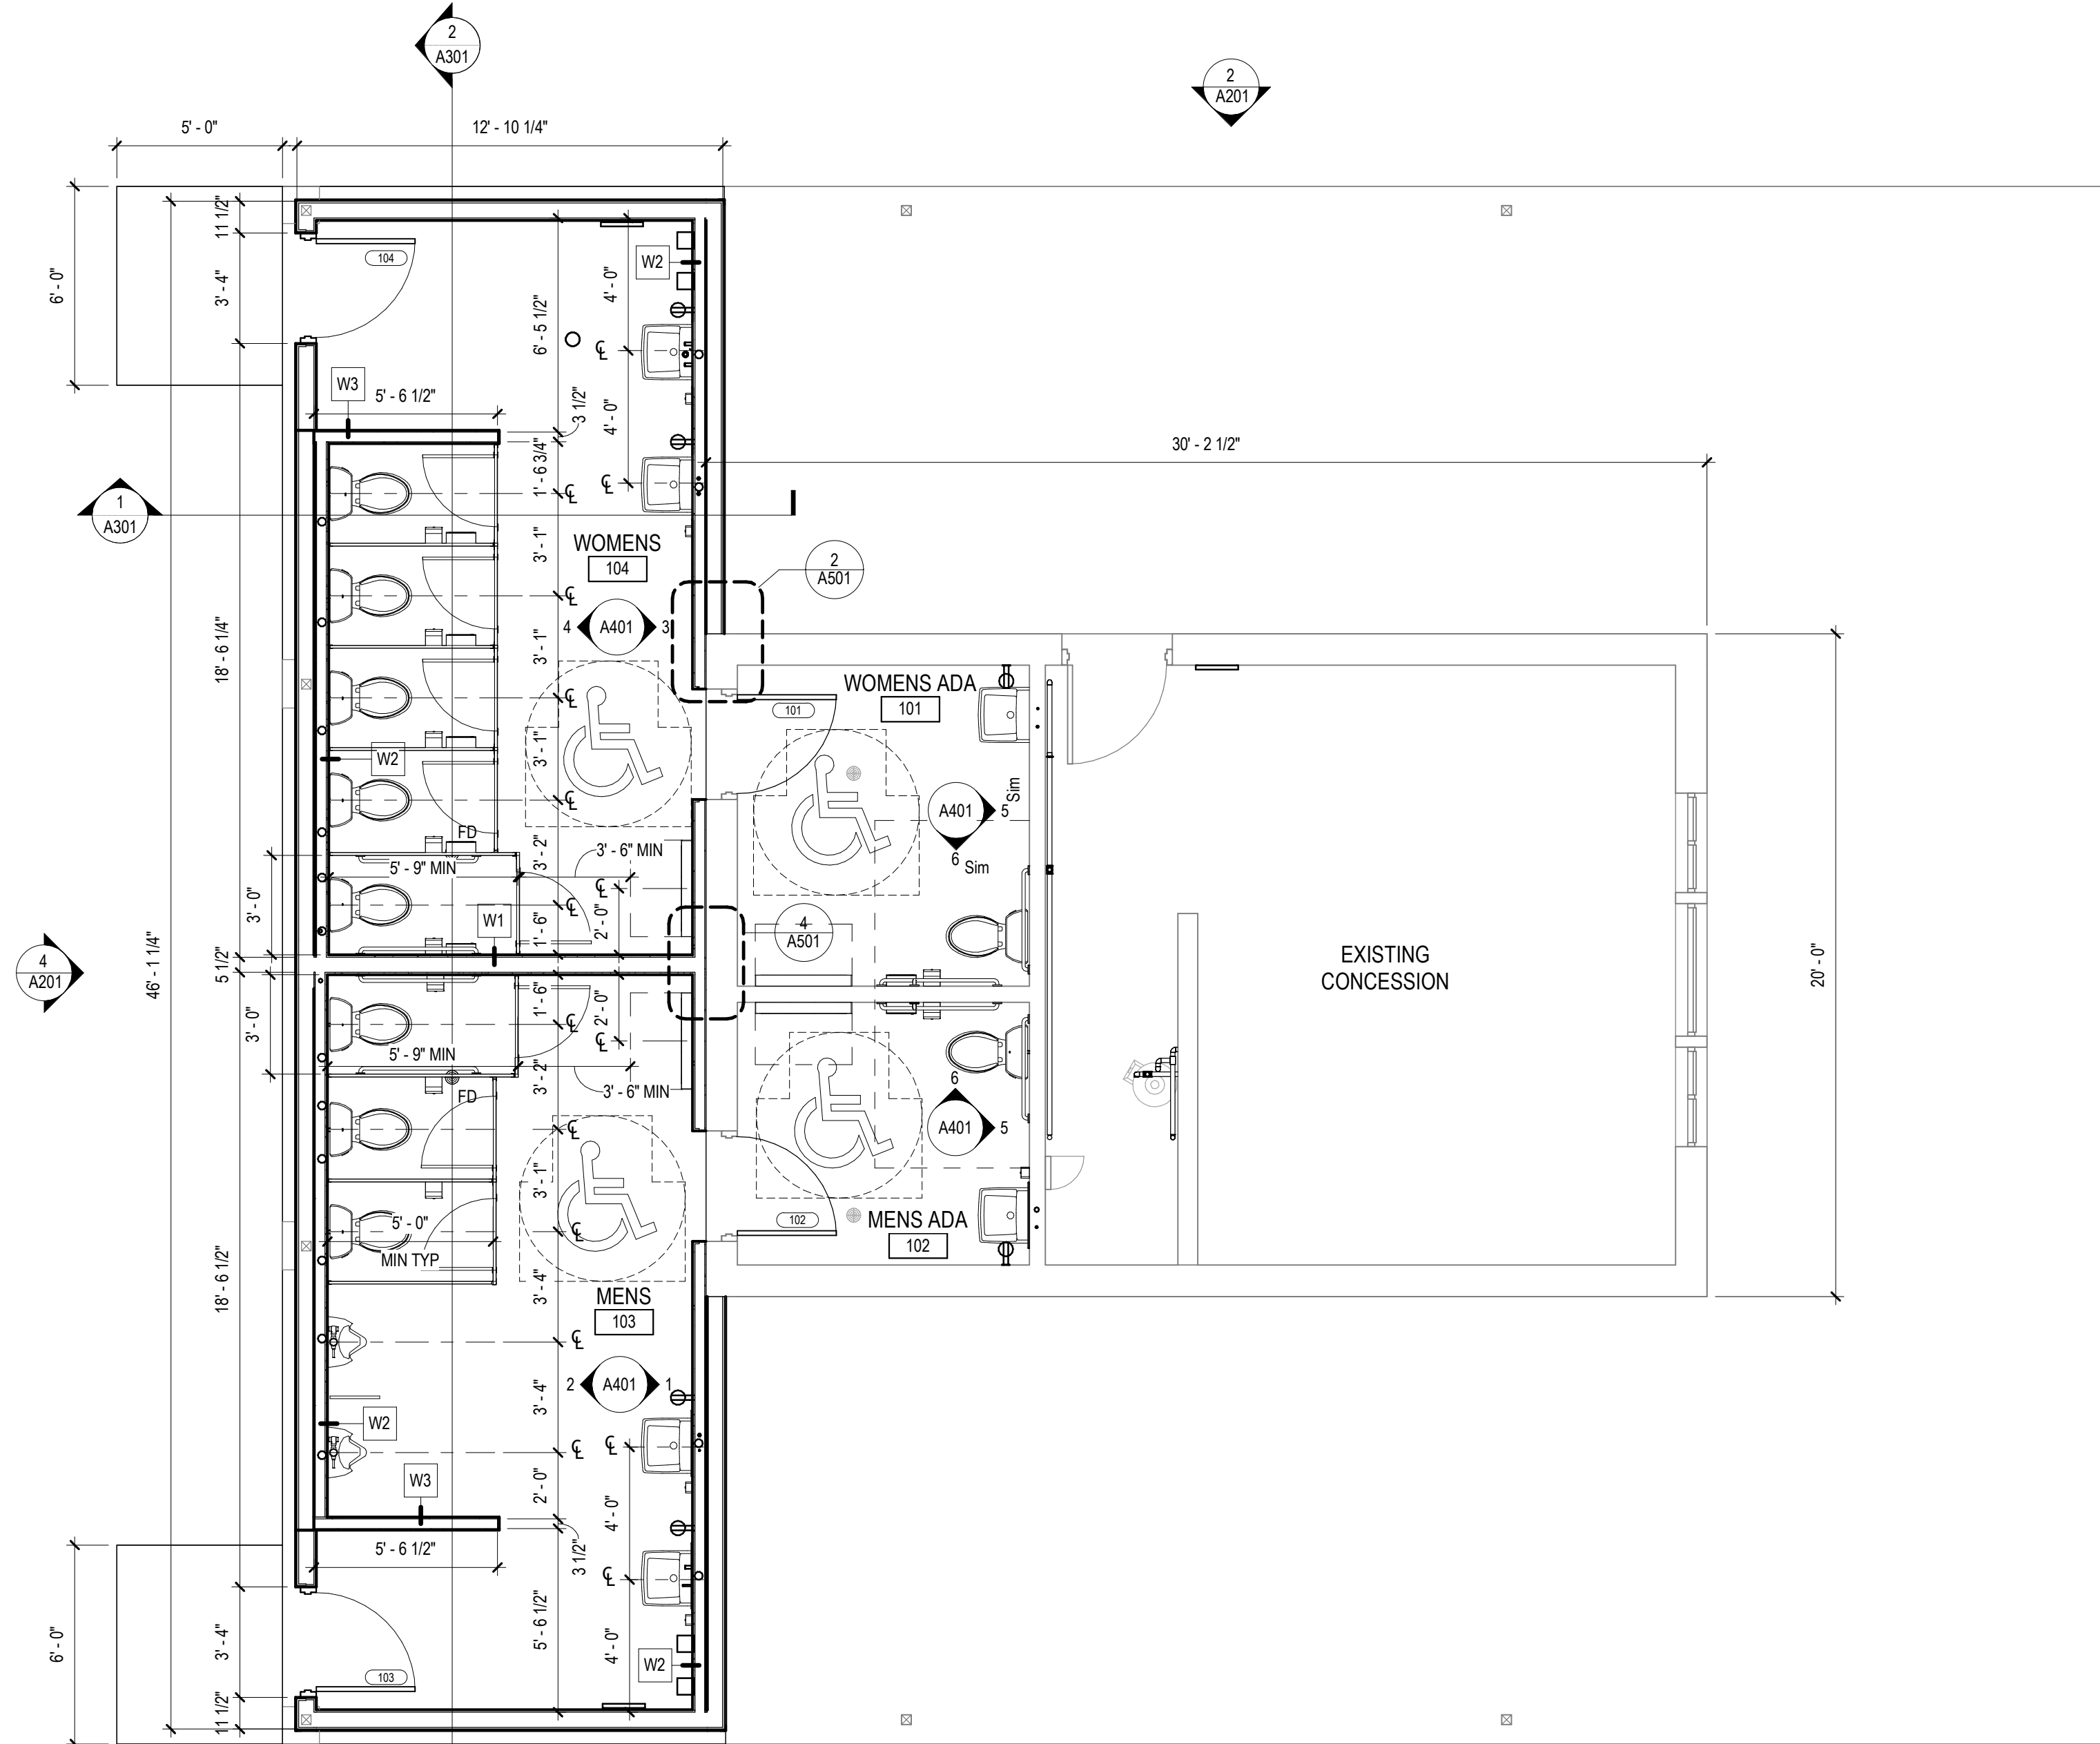 2
A301
2
A201
5' - 0"
12' - 10 1/4"
11 1/2"
6' - 0"
3' - 4"
104
W2
4' - 0"
6' - 5 1/2"
℄
W3
5' - 6 1/2"
3 1/2"
4' - 0"
30' - 2 1/2"
1' - 6 3/4"
℄
℄
1
A301
3' - 1"
WOMENS
104
2
A501
℄
18' - 6 1/4"
4
A401
3
3' - 1"
WOMENS ADA
101
101
℄
3' - 1"
W2
℄
A401
5
Sim
6
Sim
FD
3' - 2"
3' - 6" MIN
5' - 9" MIN
℄
℄
3' - 0"
W1
1' - 6"
2' - 0"
4
A501
4
A201
46' - 1 1/4"
5 1/2"
EXISTING
CONCESSION
20' - 0"
3' - 0"
1' - 6"
2' - 0"
℄
℄
5' - 9" MIN
3' - 2"
3' - 6" MIN
FD
6
A401
5
℄
3' - 1"
5' - 0"
MIN TYP
℄
102
MENS ADA
102
18' - 6 1/2"
3' - 4"
MENS
103
℄
2
A401
1
3' - 4"
W2
℄
℄
W3
2' - 0"
4' - 0"
5' - 6 1/2"
3 1/2"
℄
6' - 0"
3' - 4"
5' - 6 1/2"
4' - 0"
W2
103
11 1/2"